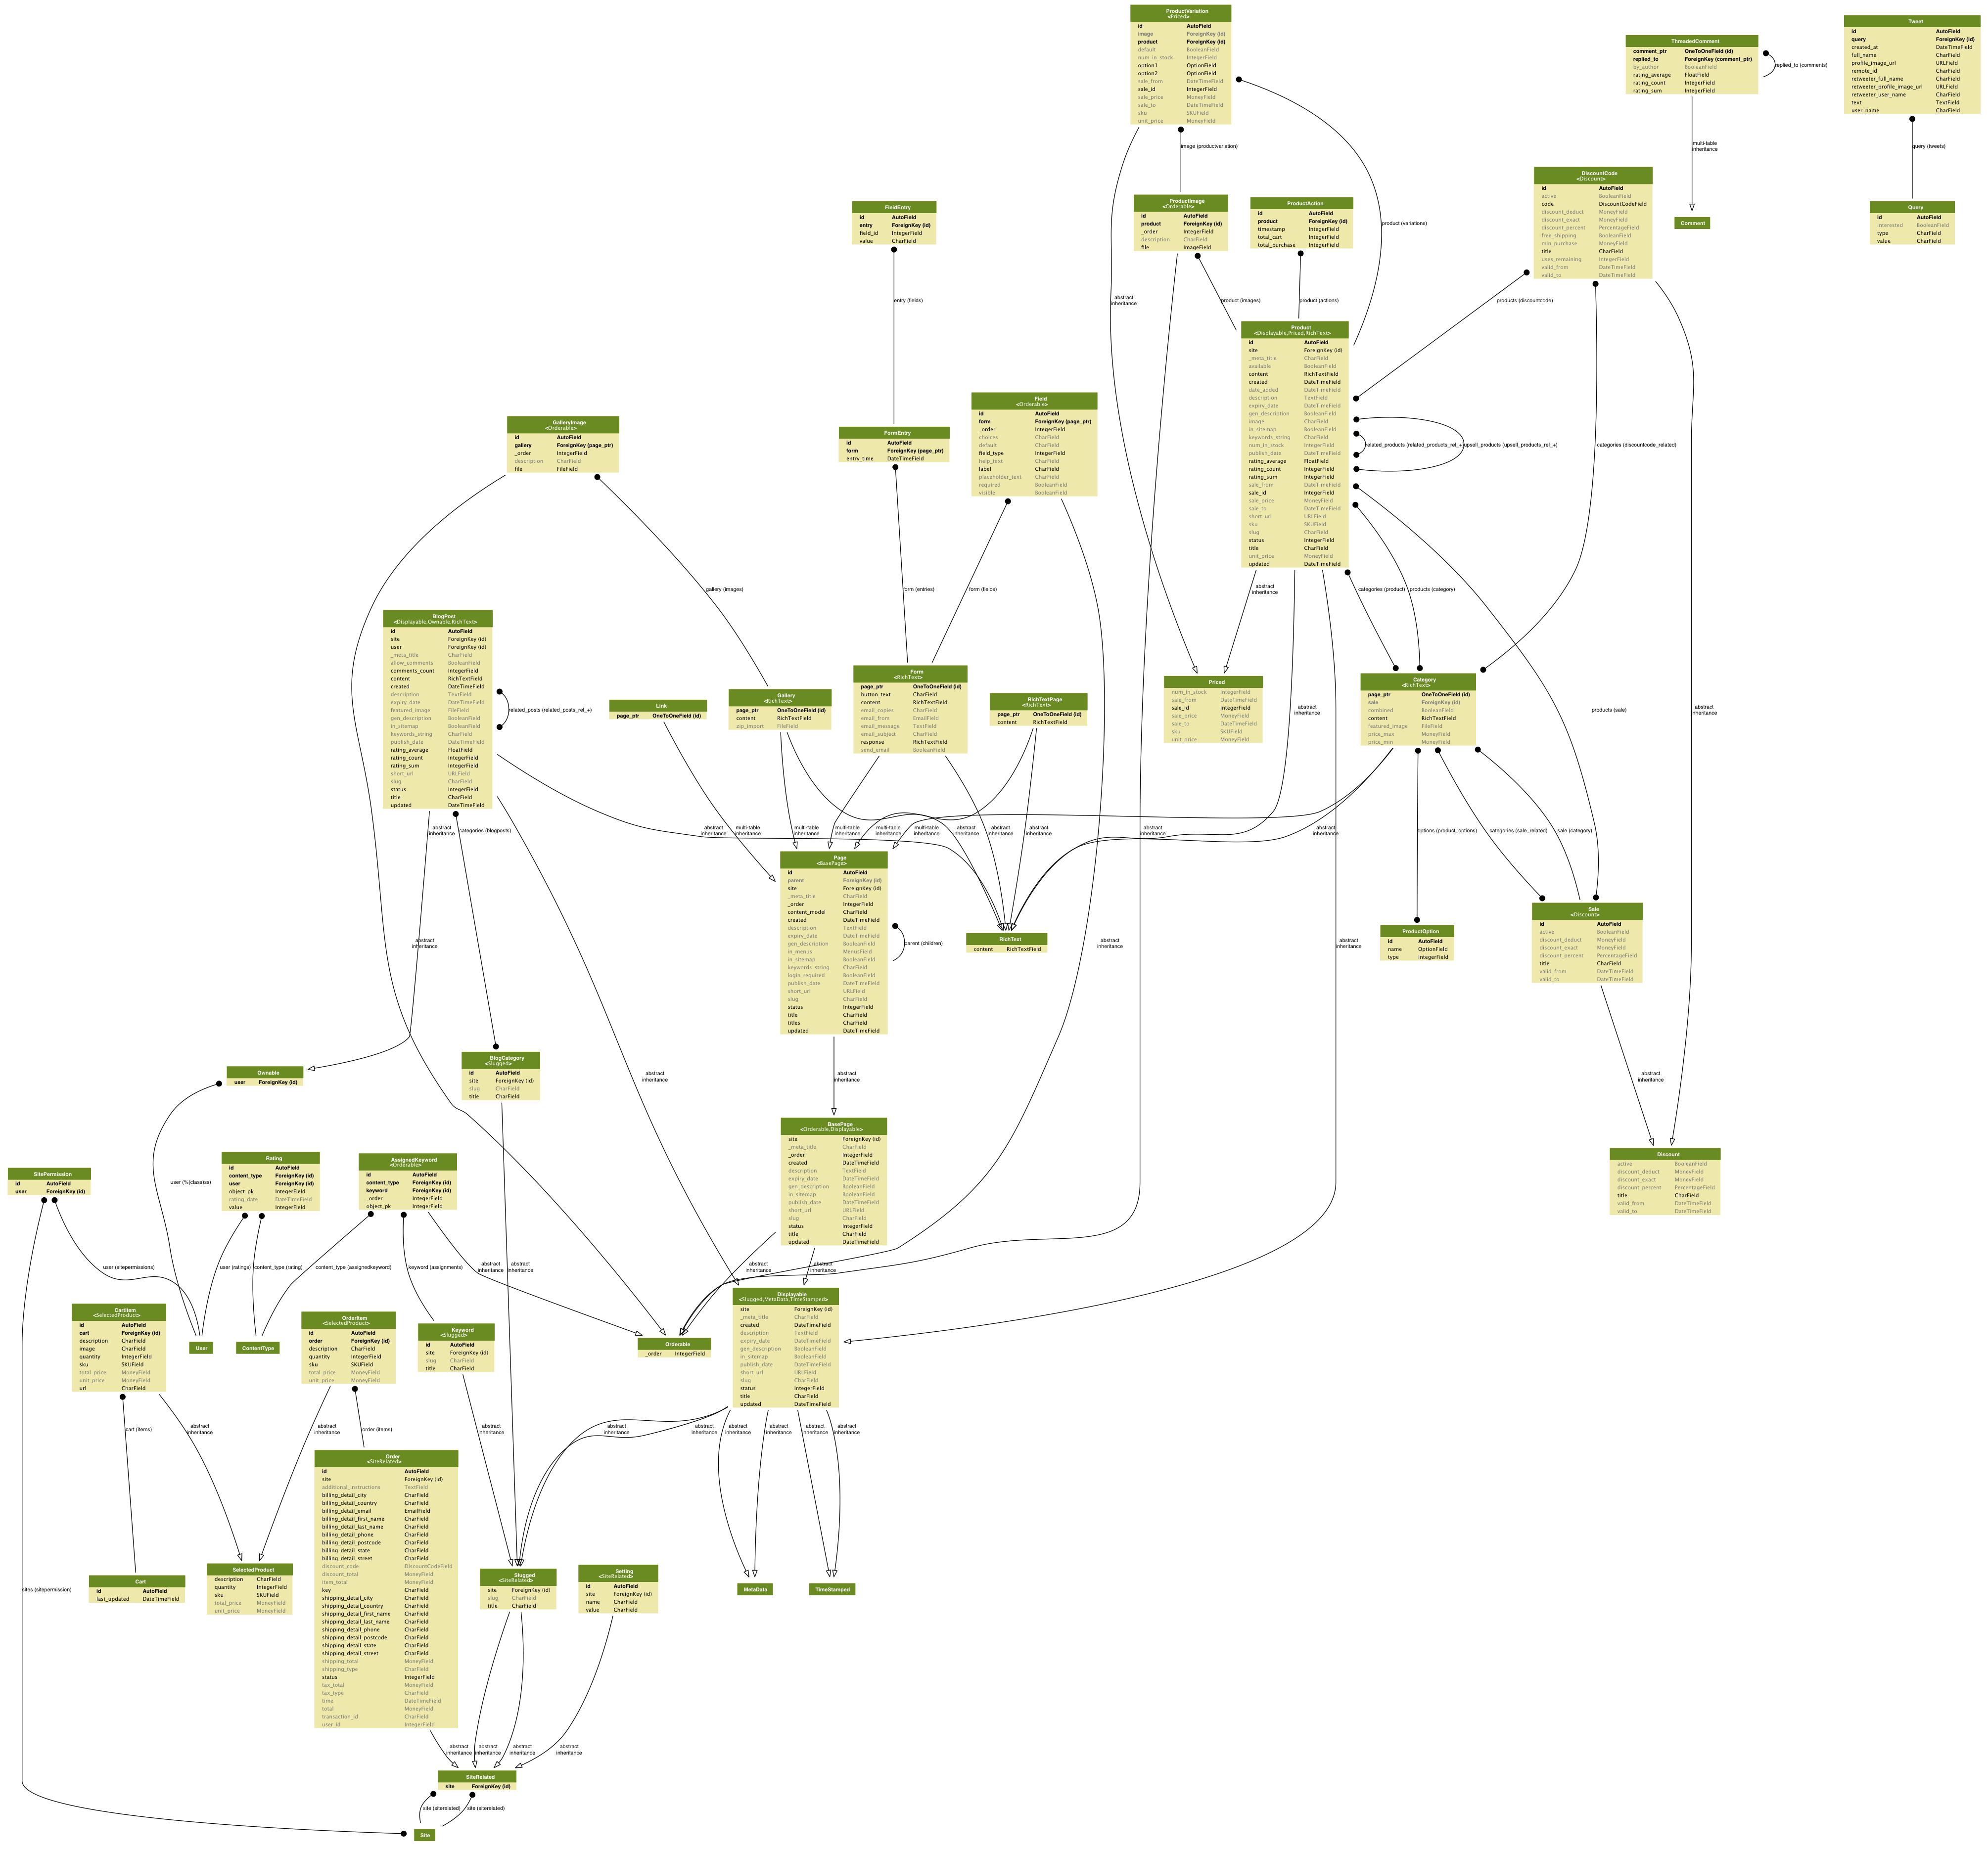 ProductVariation
<Priced>
id AutoField
image ForeignKey (id)
product ForeignKey (id)
default BooleanField
num_in_stock IntegerField
option1 OptionField
option2 OptionField
sale_from DateTimeField
sale_id IntegerField
sale_price MoneyField
sale_to DateTimeField
sku SKUField
unit_price MoneyField
ThreadedComment
comment_ptr OneToOneField (id)
replied_to ForeignKey (comment_ptr)
by_author BooleanField
rating_average FloatField
rating_count IntegerField
rating_sum IntegerField
replied_to (comments)
Tweet
id AutoField
query ForeignKey (id)
created_at DateTimeField
full_name CharField
profile_image_url URLField
remote_id CharField
retweeter_full_name CharField
retweeter_profile_image_url URLField
retweeter_user_name CharField
text TextField
user_name CharField
image (productvariation)
multi-table
inheritance
query (tweets)
DiscountCode
<Discount>
id AutoField
active BooleanField
code DiscountCodeField
discount_deduct MoneyField
discount_exact MoneyField
discount_percent PercentageField
free_shipping BooleanField
min_purchase MoneyField
title CharField
uses_remaining IntegerField
valid_from DateTimeField
valid_to DateTimeField
Comment
Query
id AutoField
interested BooleanField
type CharField
value CharField
FieldEntry
id AutoField
entry ForeignKey (id)
field_id IntegerField
value CharField
ProductImage
<Orderable>
id AutoField
product ForeignKey (id)
_order IntegerField
description CharField
file ImageField
ProductAction
id AutoField
product ForeignKey (id)
timestamp IntegerField
total_cart IntegerField
total_purchase IntegerField
product (variations)
entry (fields)
abstract
inheritance
product (images)
product (actions)
products (discountcode)
Product
<Displayable,Priced,RichText>
id AutoField
site ForeignKey (id)
_meta_title CharField
available BooleanField
content RichTextField
created DateTimeField
date_added DateTimeField
description TextField
expiry_date DateTimeField
gen_description BooleanField
image CharField
in_sitemap BooleanField
keywords_string CharField
num_in_stock IntegerField
publish_date DateTimeField
rating_average FloatField
rating_count IntegerField
rating_sum IntegerField
sale_from DateTimeField
sale_id IntegerField
sale_price MoneyField
sale_to DateTimeField
short_url URLField
sku SKUField
slug CharField
status IntegerField
title CharField
unit_price MoneyField
updated DateTimeField
related_products (related_products_rel_+)
upsell_products (upsell_products_rel_+)
categories (discountcode_related)
GalleryImage
<Orderable>
id AutoField
gallery ForeignKey (page_ptr)
_order IntegerField
description CharField
file FileField
FormEntry
id AutoField
form ForeignKey (page_ptr)
entry_time DateTimeField
Field
<Orderable>
id AutoField
form ForeignKey (page_ptr)
_order IntegerField
choices CharField
default CharField
field_type IntegerField
help_text CharField
label CharField
placeholder_text CharField
required BooleanField
visible BooleanField
gallery (images)
form (entries)
form (fields)
abstract
inheritance
categories (product)
products (category)
BlogPost
<Displayable,Ownable,RichText>
id AutoField
site ForeignKey (id)
user ForeignKey (id)
_meta_title CharField
allow_comments BooleanField
comments_count IntegerField
content RichTextField
created DateTimeField
description TextField
expiry_date DateTimeField
featured_image FileField
gen_description BooleanField
in_sitemap BooleanField
keywords_string CharField
publish_date DateTimeField
rating_average FloatField
rating_count IntegerField
rating_sum IntegerField
short_url URLField
slug CharField
status IntegerField
title CharField
updated DateTimeField
related_posts (related_posts_rel_+)
Link
page_ptr OneToOneField (id)
Gallery
<RichText>
page_ptr OneToOneField (id)
content RichTextField
zip_import FileField
Form
<RichText>
page_ptr OneToOneField (id)
button_text CharField
content RichTextField
email_copies CharField
email_from EmailField
email_message TextField
email_subject CharField
response RichTextField
send_email BooleanField
RichTextPage
<RichText>
page_ptr OneToOneField (id)
content RichTextField
Priced
num_in_stock IntegerField
sale_from DateTimeField
sale_id IntegerField
sale_price MoneyField
sale_to DateTimeField
sku SKUField
unit_price MoneyField
Category
<RichText>
page_ptr OneToOneField (id)
sale ForeignKey (id)
combined BooleanField
content RichTextField
featured_image FileField
price_max MoneyField
price_min MoneyField
products (sale)
abstract
inheritance
abstract
inheritance
categories (blogposts)
abstract
inheritance
multi-table
inheritance
multi-table
inheritance
multi-table
inheritance
multi-table
inheritance
multi-table
inheritance
abstract
inheritance
abstract
inheritance
abstract
inheritance
abstract
inheritance
abstract
inheritance
abstract
inheritance
options (product_options)
categories (sale_related)
sale (category)
Page
<BasePage>
id AutoField
parent ForeignKey (id)
site ForeignKey (id)
_meta_title CharField
_order IntegerField
content_model CharField
created DateTimeField
description TextField
expiry_date DateTimeField
gen_description BooleanField
in_menus MenusField
in_sitemap BooleanField
keywords_string CharField
login_required BooleanField
publish_date DateTimeField
short_url URLField
slug CharField
status IntegerField
title CharField
titles CharField
updated DateTimeField
parent (children)
RichText
content RichTextField
ProductOption
id AutoField
name OptionField
type IntegerField
Sale
<Discount>
id AutoField
active BooleanField
discount_deduct MoneyField
discount_exact MoneyField
discount_percent PercentageField
title CharField
valid_from DateTimeField
valid_to DateTimeField
abstract
inheritance
abstract
inheritance
abstract
inheritance
Ownable
user ForeignKey (id)
BlogCategory
<Slugged>
id AutoField
site ForeignKey (id)
slug CharField
title CharField
abstract
inheritance
abstract
inheritance
BasePage
<Orderable,Displayable>
site ForeignKey (id)
_meta_title CharField
_order IntegerField
created DateTimeField
description TextField
expiry_date DateTimeField
gen_description BooleanField
in_sitemap BooleanField
publish_date DateTimeField
short_url URLField
slug CharField
status IntegerField
title CharField
updated DateTimeField
Discount
active BooleanField
discount_deduct MoneyField
discount_exact MoneyField
discount_percent PercentageField
title CharField
valid_from DateTimeField
valid_to DateTimeField
SitePermission
id AutoField
user ForeignKey (id)
user (%(class)ss)
Rating
id AutoField
content_type ForeignKey (id)
user ForeignKey (id)
object_pk IntegerField
rating_date DateTimeField
value IntegerField
AssignedKeyword
<Orderable>
id AutoField
content_type ForeignKey (id)
keyword ForeignKey (id)
_order IntegerField
object_pk IntegerField
user (sitepermissions)
user (ratings)
content_type (rating)
content_type (assignedkeyword)
keyword (assignments)
abstract
inheritance
abstract
inheritance
abstract
inheritance
abstract
inheritance
CartItem
<SelectedProduct>
id AutoField
cart ForeignKey (id)
description CharField
image CharField
quantity IntegerField
sku SKUField
total_price MoneyField
unit_price MoneyField
url CharField
User
ContentType
OrderItem
<SelectedProduct>
id AutoField
order ForeignKey (id)
description CharField
quantity IntegerField
sku SKUField
total_price MoneyField
unit_price MoneyField
Keyword
<Slugged>
id AutoField
site ForeignKey (id)
slug CharField
title CharField
Orderable
_order IntegerField
Displayable
<Slugged,MetaData,TimeStamped>
site ForeignKey (id)
_meta_title CharField
created DateTimeField
description TextField
expiry_date DateTimeField
gen_description BooleanField
in_sitemap BooleanField
publish_date DateTimeField
short_url URLField
slug CharField
status IntegerField
title CharField
updated DateTimeField
cart (items)
abstract
inheritance
abstract
inheritance
order (items)
abstract
inheritance
abstract
inheritance
abstract
inheritance
abstract
inheritance
abstract
inheritance
abstract
inheritance
abstract
inheritance
Order
<SiteRelated>
id AutoField
site ForeignKey (id)
additional_instructions TextField
billing_detail_city CharField
billing_detail_country CharField
billing_detail_email EmailField
billing_detail_first_name CharField
billing_detail_last_name CharField
billing_detail_phone CharField
billing_detail_postcode CharField
billing_detail_state CharField
billing_detail_street CharField
discount_code DiscountCodeField
discount_total MoneyField
item_total MoneyField
key CharField
shipping_detail_city CharField
shipping_detail_country CharField
shipping_detail_first_name CharField
shipping_detail_last_name CharField
shipping_detail_phone CharField
shipping_detail_postcode CharField
shipping_detail_state CharField
shipping_detail_street CharField
shipping_total MoneyField
shipping_type CharField
status IntegerField
tax_total MoneyField
tax_type CharField
time DateTimeField
total MoneyField
transaction_id CharField
user_id IntegerField
sites (sitepermission)
Cart
id AutoField
last_updated DateTimeField
SelectedProduct
description CharField
quantity IntegerField
sku SKUField
total_price MoneyField
unit_price MoneyField
Slugged
<SiteRelated>
site ForeignKey (id)
slug CharField
title CharField
Setting
<SiteRelated>
id AutoField
site ForeignKey (id)
name CharField
value CharField
MetaData
TimeStamped
abstract
inheritance
abstract
inheritance
abstract
inheritance
abstract
inheritance
SiteRelated
site ForeignKey (id)
site (siterelated)
site (siterelated)
Site